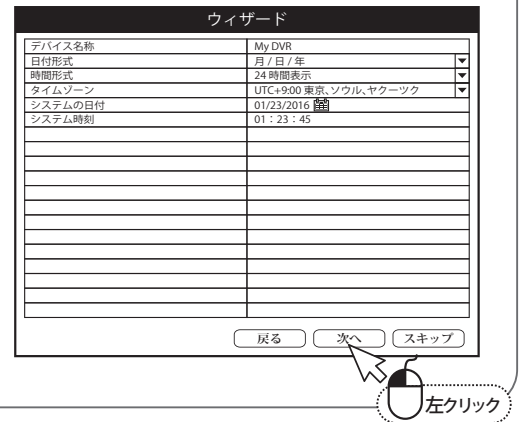 ウィザード
デバイス名称 My DVR
日付形式 月 / 日 / 年
時間形式 24 時間表示
タイムゾーン UTC+9:00 東京、ソウル、ヤクーツク
システムの日付 01/23/2016
システム時刻 01：23：45
戻る 次へ スキップ
左クリック